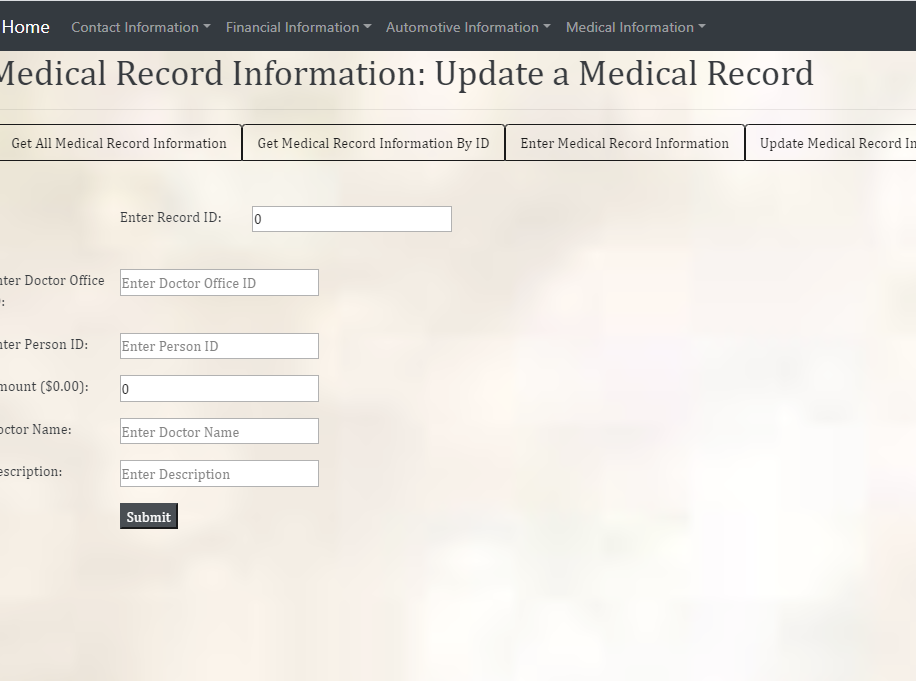 Home Contact Information Financial Information Automotive Information Medical Information
Medical Record Information: Update a Medical Record
Get All Medical Record Information Get Medical Record Information By ID Enter Medical Record Information Update Medical Record In
Enter Record ID: 0
nter Doctor Office Enter Doctor Office ID
:
nter Person ID: Enter Person ID
mount ($0.00): 0
octor Name: Enter Doctor Name
escription: Enter Description
Submit